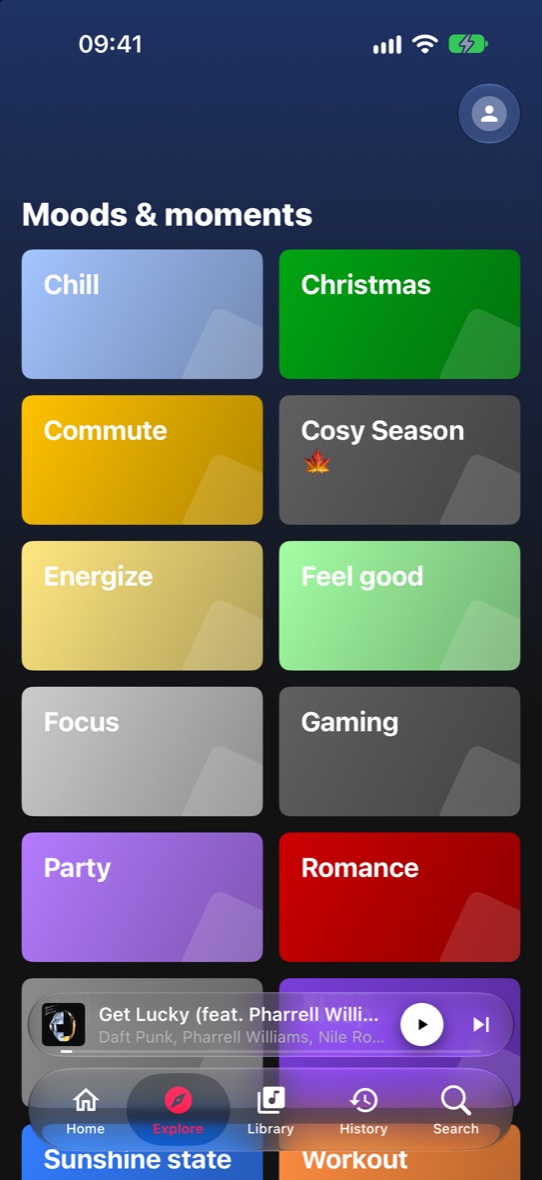 09:41
Moods & moments
Chill
Christmas
Commute
Cosy Season
🍁
Energize
Feel good
Focus
Gaming
Party
Romance
Get Lucky (feat. Pharrell Willi...
Daft Punk, Pharrell Williams, Nile Ro...
Home
Explore
Library
History
Search
Sunshine state
Workout